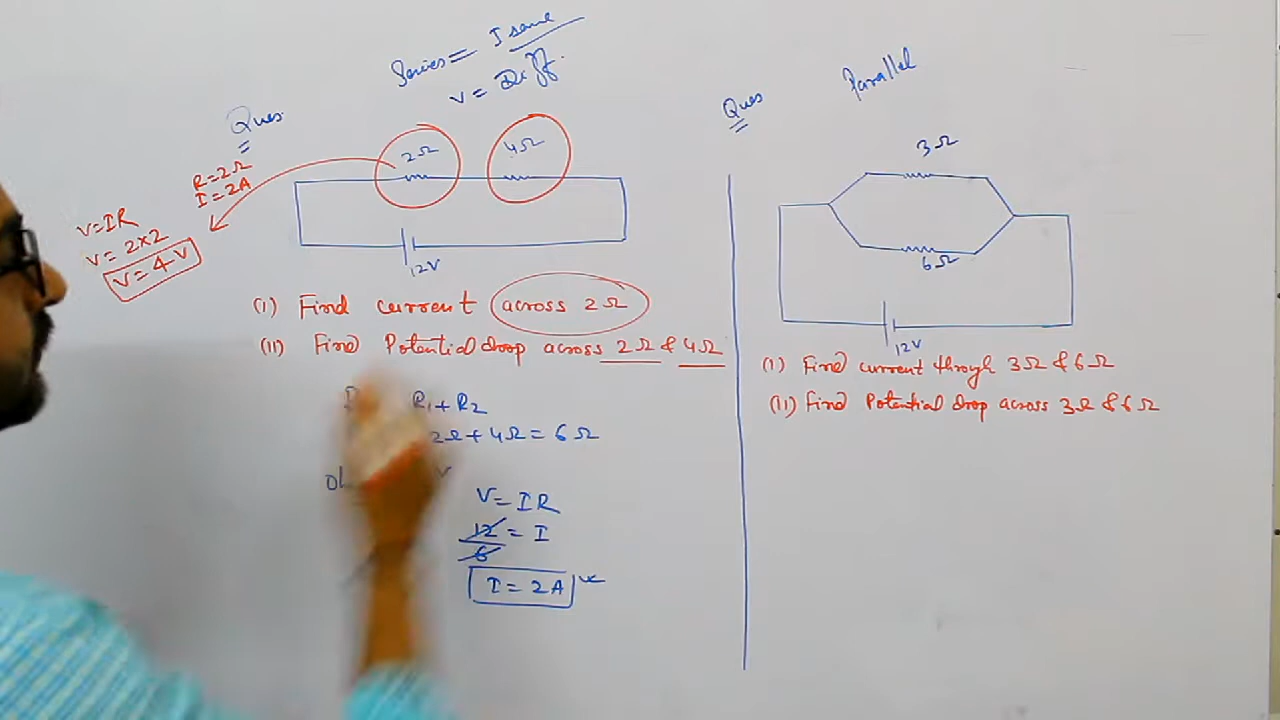 Series = I same
V = Diff.
Ques
R=2Ω
I=2A
V=IR
V= 2×2
V= 4V
2Ω
4Ω
12V
(I) Find current across 2Ω
(II) Find Potential drop across 2Ω & 4Ω
R1+R2
2Ω+4Ω= 6Ω
V
V= IR
12/6 = I
I= 2A
Ques
Parallel
3Ω
6Ω
12V
(I) Find current throgh 3Ω & 6Ω
(II) Find Potential drop across 3Ω & 6Ω